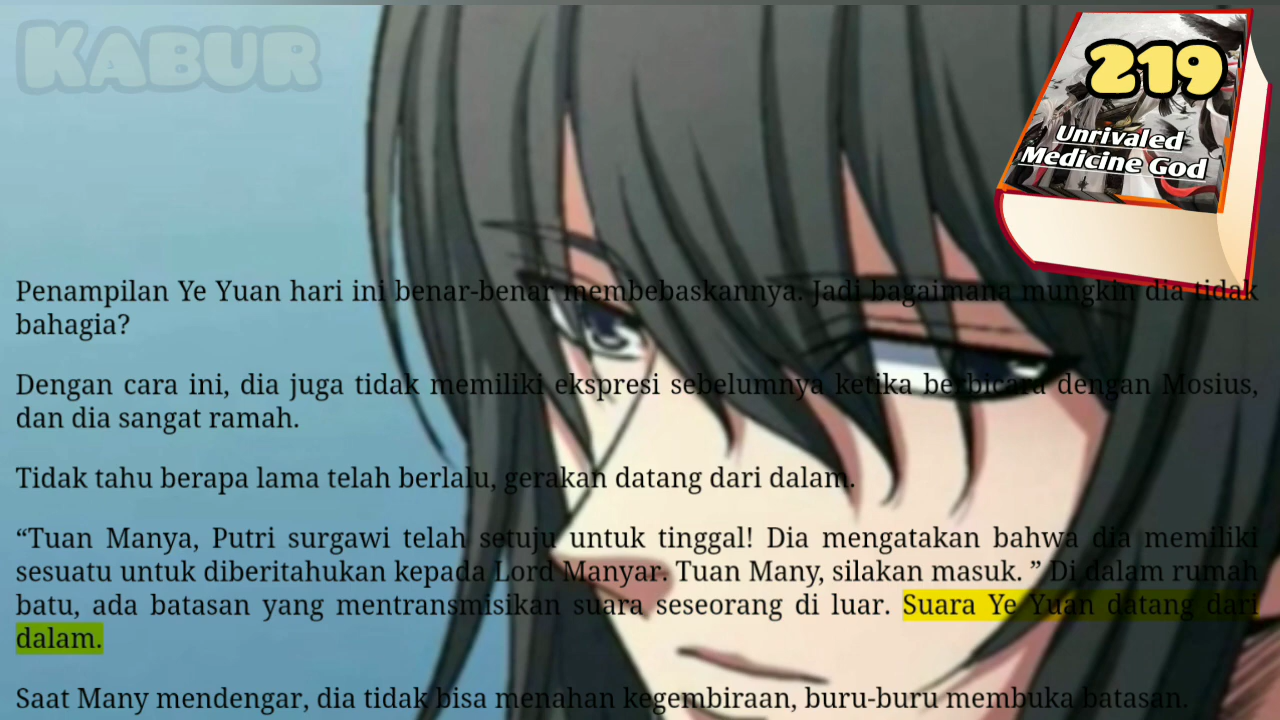 KABUR
219
Unrivaled
Medicine God
Penampilan Ye Yuan hari ini benar-benar membebaskannya. Jadi bagaimana mungkin dia tidak
bahagia?
Dengan cara ini, dia juga tidak memiliki ekspresi sebelumnya ketika berbicara dengan Mosius,
dan dia sangat ramah.
Tidak tahu berapa lama telah berlalu, gerakan datang dari dalam.
“Tuan Manya, Putri surgawi telah setuju untuk tinggal! Dia mengatakan bahwa dia memiliki
sesuatu untuk diberitahukan kepada Lord Manyar. Tuan Many, silakan masuk. ” Di dalam rumah
batu, ada batasan yang mentransmisikan suara seseorang di luar. Suara Ye Yuan datang dari
dalam.
Saat Many mendengar, dia tidak bisa menahan kegembiraan, buru-buru membuka batasan.